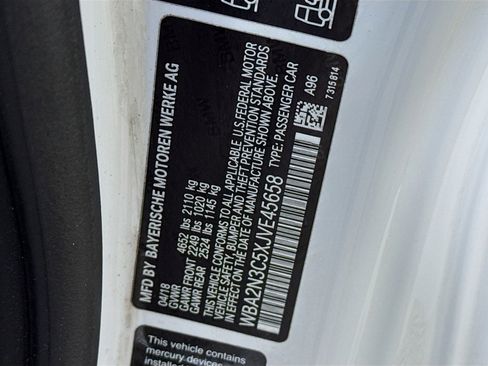 MFD BY BAYERISCHE MOTOREN WERKE AG
04/18
GVWR 4652 lbs 2110 kg
GAWR FRONT 2249 lbs 1020 kg
GAWR REAR 2524 lbs 1145 kg
THIS VEHICLE CONFORMS TO ALL APPLICABLE U.S. FEDERAL MOTOR
VEHICLE SAFETY, BUMPER AND THEFT PREVENTION STANDARDS
IN EFFECT ON THE DATE OF MANUFACTURE SHOWN ABOVE.
WBA2N3C5XJVE45658 TYPE: PASSENGER CAR
A96
7 315 814
This vehicle contains
mercury devices